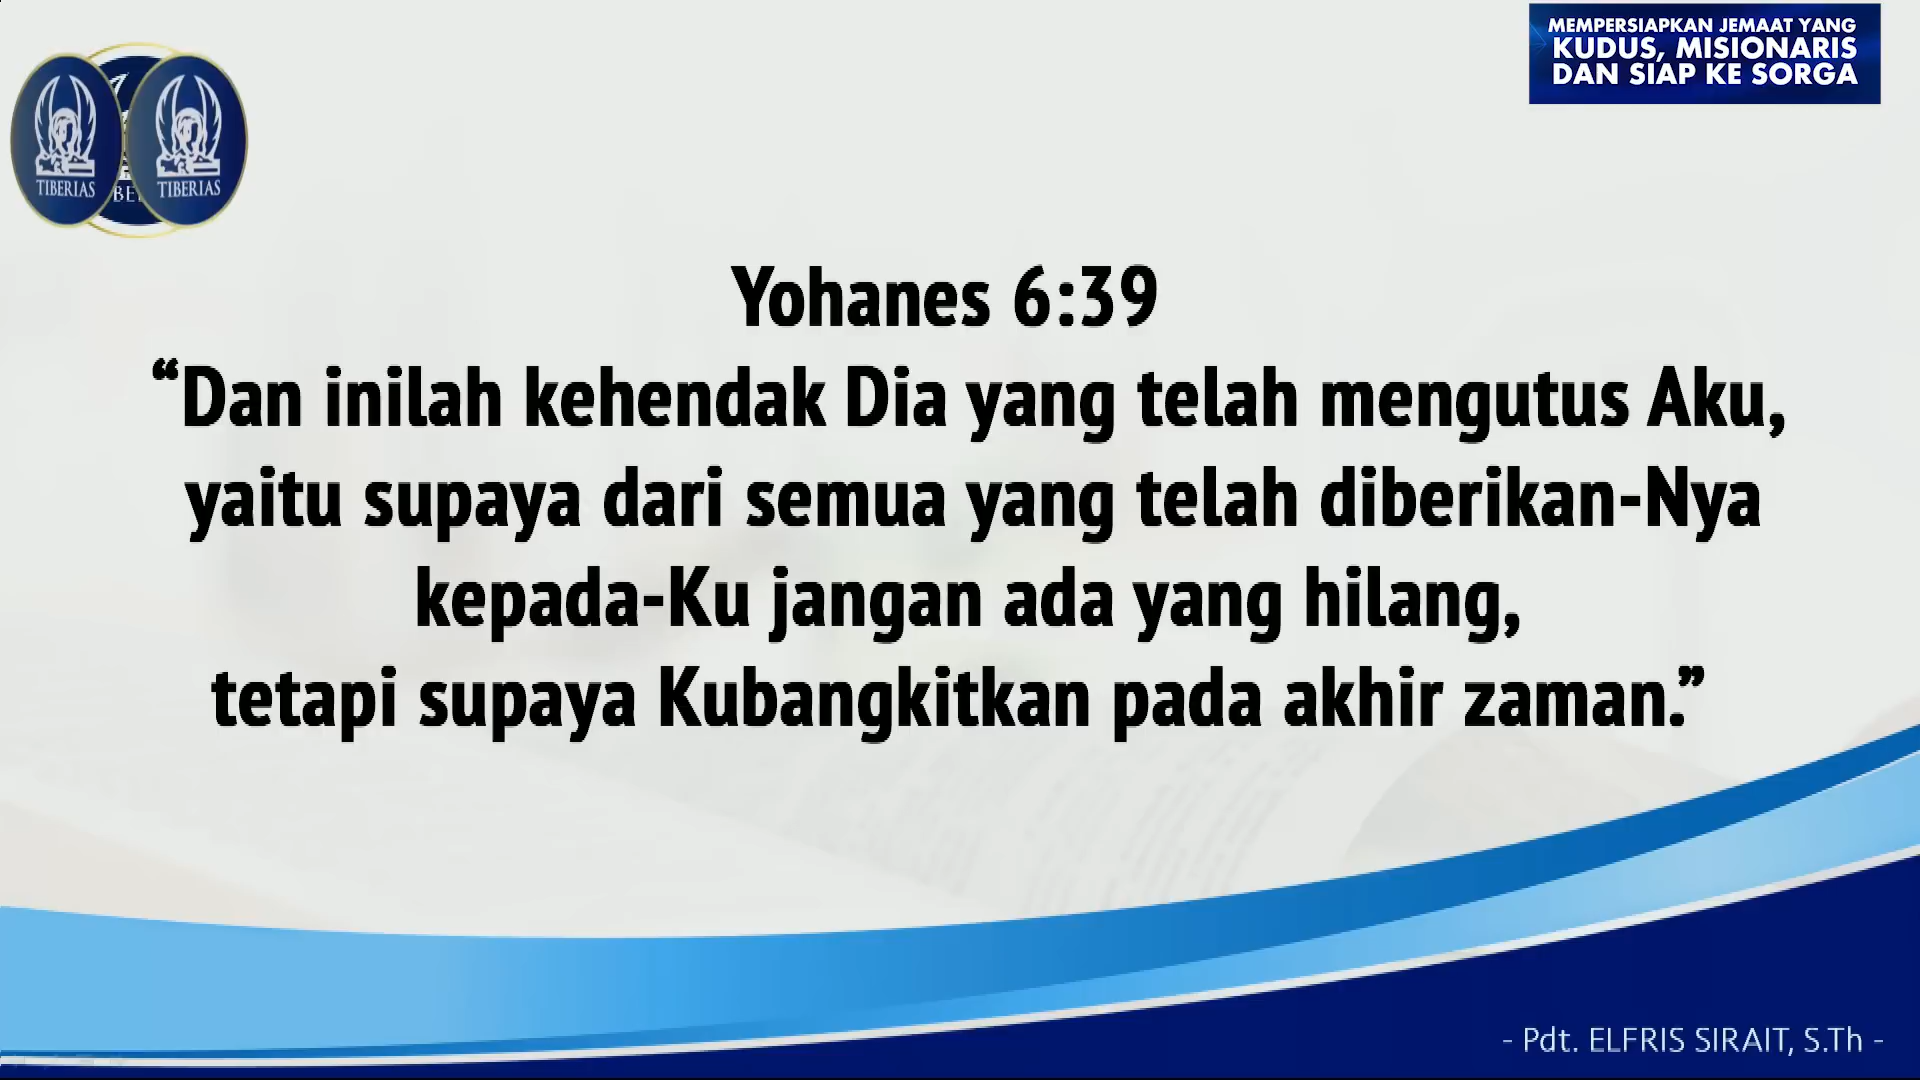 MEMPERSIAPKAN JEMAAT YANG
KUDUS, MISIONARIS
DAN SIAP KE SORGA
TIBERIAS
TIBERIAS
Yohanes 6:39
“Dan inilah kehendak Dia yang telah mengutus Aku,
yaitu supaya dari semua yang telah diberikan-Nya
kepada-Ku jangan ada yang hilang,
tetapi supaya Kubangkitkan pada akhir zaman.”
- Pdt. ELFRIS SIRAIT, S.Th -